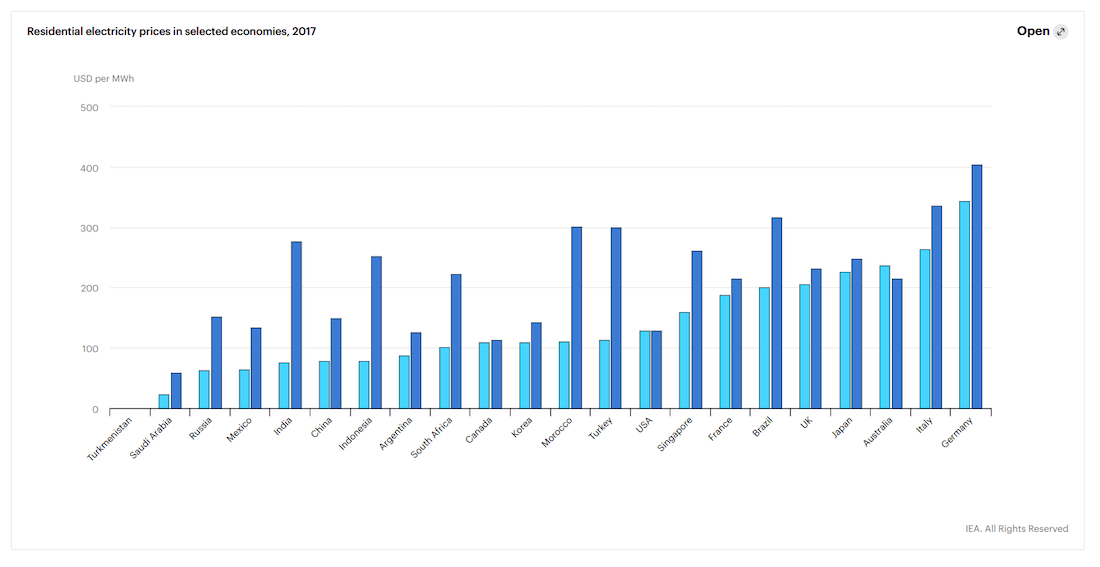 Residential electricity prices in selected economies, 2017
Open
USD per MWh
500
400
300
200
100
0
Turkmenistan
Saudi Arabia
Russia
Mexico
India
China
Indonesia
Argentina
South Africa
Canada
Korea
Morocco
Turkey
USA
Singapore
France
Brazil
UK
Japan
Australia
Italy
Germany
IEA. All Rights Reserved